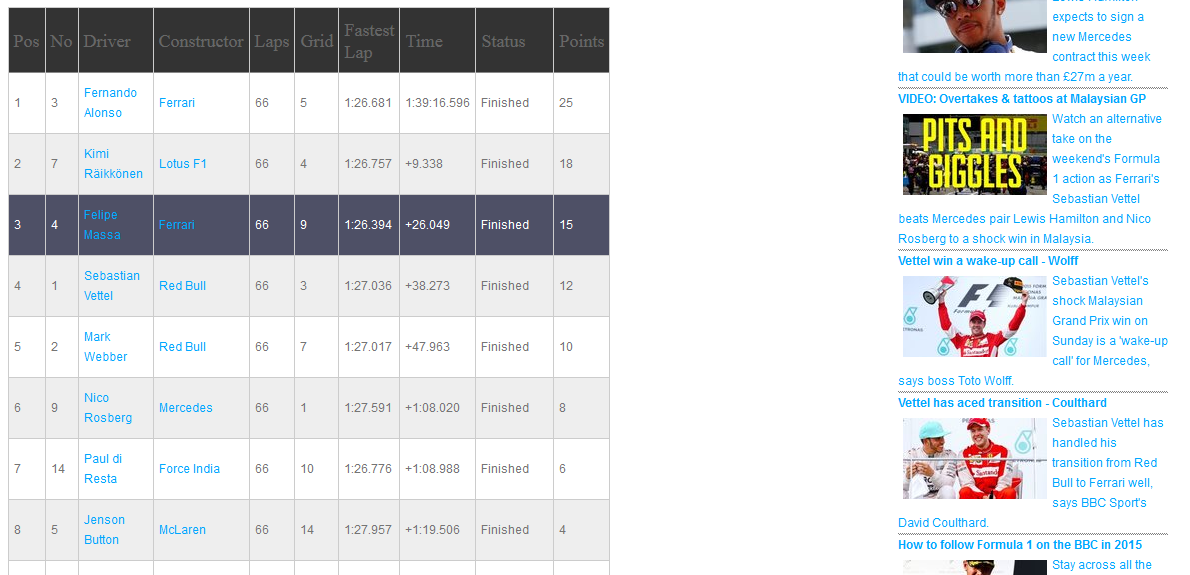 Pos No Driver Constructor Laps Grid Fastest Lap Time Status Points
1 3 Fernando Alonso Ferrari 66 5 1:26.681 1:39:16.596 Finished 25
2 7 Kimi Räikkönen Lotus F1 66 4 1:26.757 +9.338 Finished 18
3 4 Felipe Massa Ferrari 66 9 1:26.394 +26.049 Finished 15
4 1 Sebastian Vettel Red Bull 66 3 1:27.036 +38.273 Finished 12
5 2 Mark Webber Red Bull 66 7 1:27.017 +47.963 Finished 10
6 9 Nico Rosberg Mercedes 66 1 1:27.591 +1:08.020 Finished 8
7 14 Paul di Resta Force India 66 10 1:26.776 +1:08.988 Finished 6
8 5 Jenson Button McLaren 66 14 1:27.957 +1:19.506 Finished 4
expects to sign a
new Mercedes
contract this week
that could be worth more than £27m a year.
VIDEO: Overtakes & tattoos at Malaysian GP
PITS AND
GIGGLES
Watch an alternative
take on the
weekend's Formula
1 action as Ferrari's
Sebastian Vettel
beats Mercedes pair Lewis Hamilton and Nico
Rosberg to a shock win in Malaysia.
Vettel win a wake-up call - Wolff
Sebastian Vettel's
shock Malaysian
Grand Prix win on
Sunday is a 'wake-up
call' for Mercedes,
says boss Toto Wolff.
Vettel has aced transition - Coulthard
Sebastian Vettel has
handled his
transition from Red
Bull to Ferrari well,
says BBC Sport's
David Coulthard.
How to follow Formula 1 on the BBC in 2015
Stay across all the